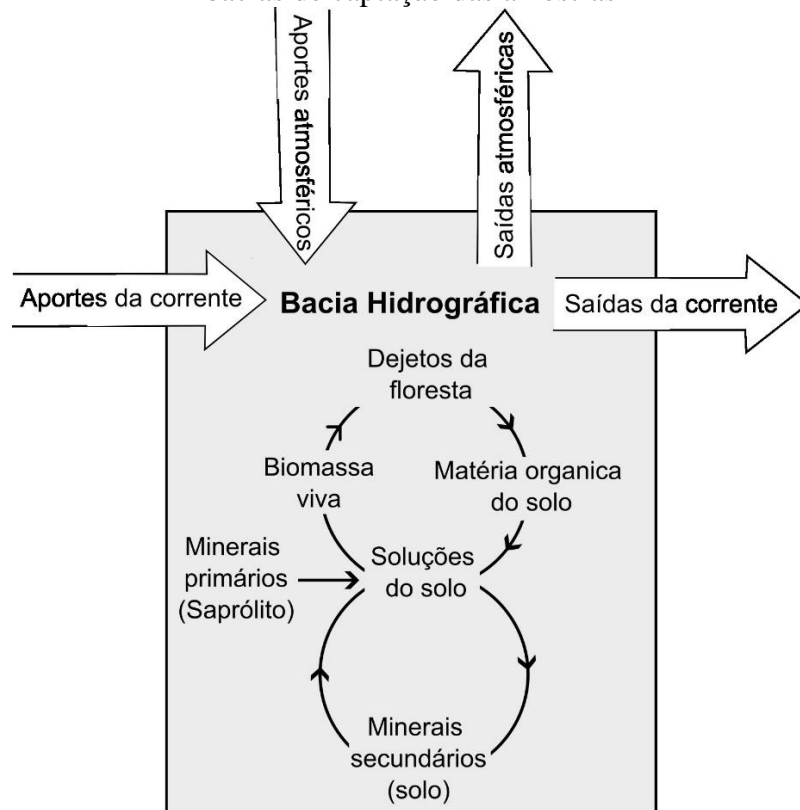 Aportes atmosféricos
Saídas atmosféricas
Aportes da corrente
Bacia Hidrográfica
Saídas da corrente
Dejetos da
floresta
Biomassa
viva
Matéria organica
do solo
Minerais
primários
(Saprólito)
Soluções
do solo
Minerais
secundários
(solo)